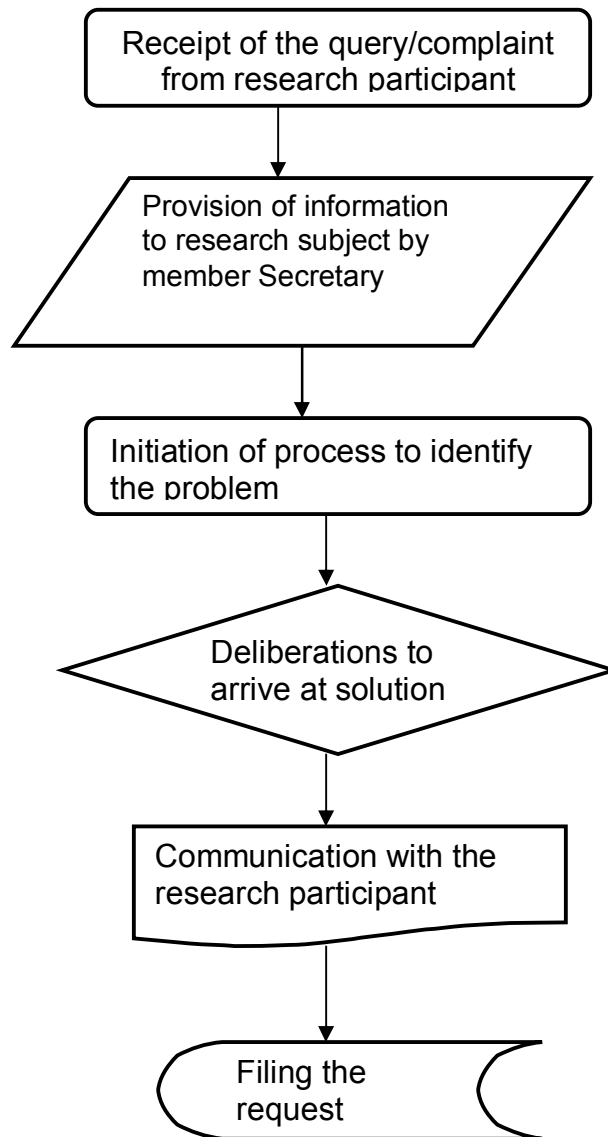 Receipt of the query/complaint
from research participant
Provision of information
to research subject by
member Secretary
Initiation of process to identify
the problem
Deliberations to
arrive at solution
Communication with the
research participant
Filing the
request